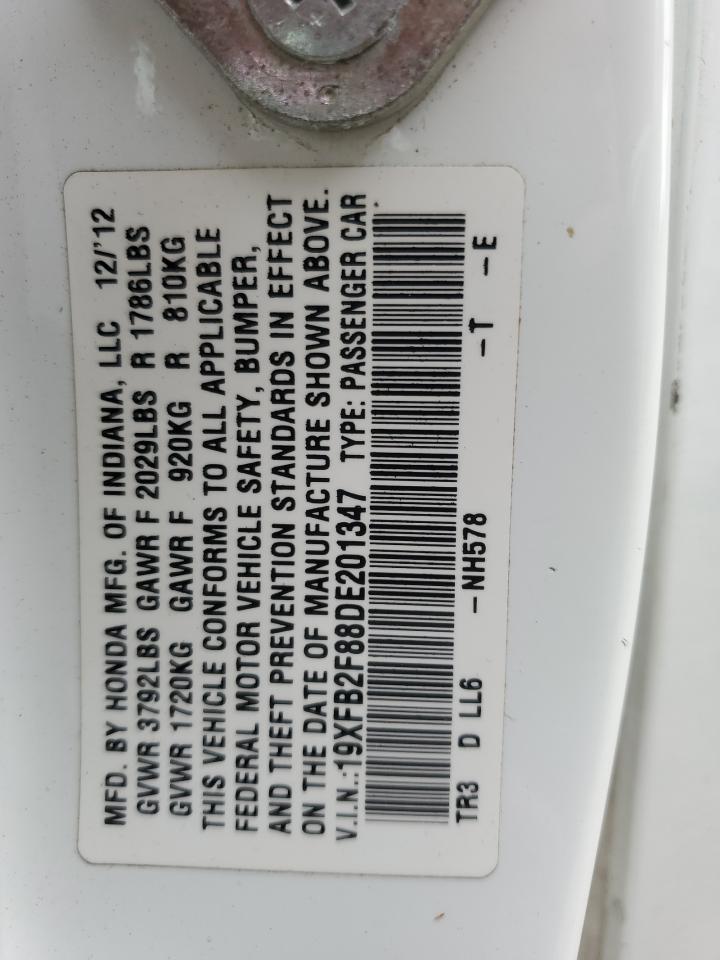 MFD. BY HONDA MFG. OF INDIANA, LLC 12/'12
GVWR 3792LBS GAWR F 2029LBS R 1786LBS
GVWR 1720KG GAWR F 920KG R 810KG
THIS VEHICLE CONFORMS TO ALL APPLICABLE
FEDERAL MOTOR VEHICLE SAFETY, BUMPER,
AND THEFT PREVENTION STANDARDS IN EFFECT
ON THE DATE OF MANUFACTURE SHOWN ABOVE.
V.I.N.:19XFB2F88DE201347 TYPE: PASSENGER CAR
TR3 D LL6 -NH578 -T -E